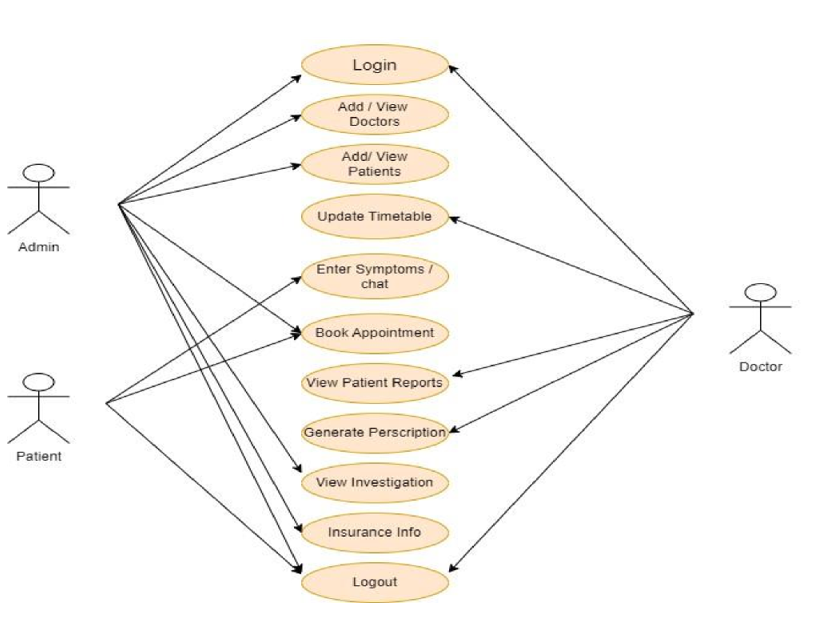 Login
Add / View
Doctors
Add/ View
Patients
Update Timetable
Enter Symptoms /
chat
Book Appointment
View Patient Reports
Generate Perscription
View Investigation
Insurance Info
Logout
Admin
Patient
Doctor